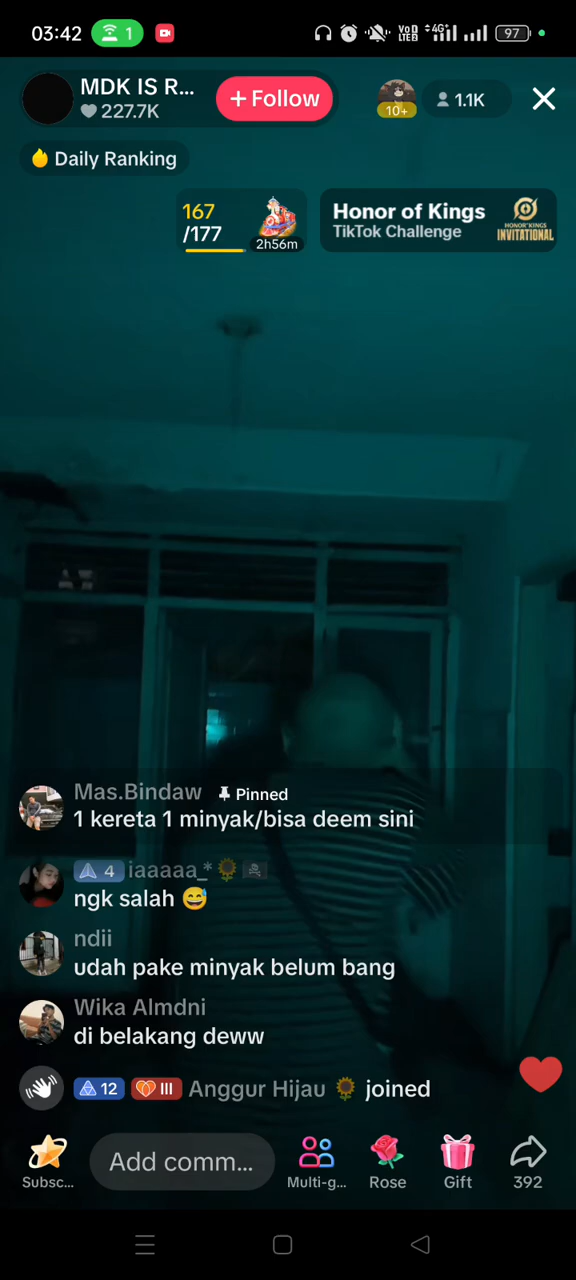 03:42
1
VoD LTEB
4G+
97
MDK IS R...
227.7K
+ Follow
10+
1.1K
Daily Ranking
167
/177
2h56m
Honor of Kings
TikTok Challenge
HONOR OF KINGS
INVITATIONAL
Mas.Bindaw Pinned
1 kereta 1 minyak/bisa deem sini
4 iaaaaa_*🌻🏴‍☠️
ngk salah 😅
ndii
udah pake minyak belum bang
Wika Almdni
di belakang deww
12 III Anggur Hijau 🌻 joined
Add comm...
Subsc...
Multi-g...
Rose
Gift
392